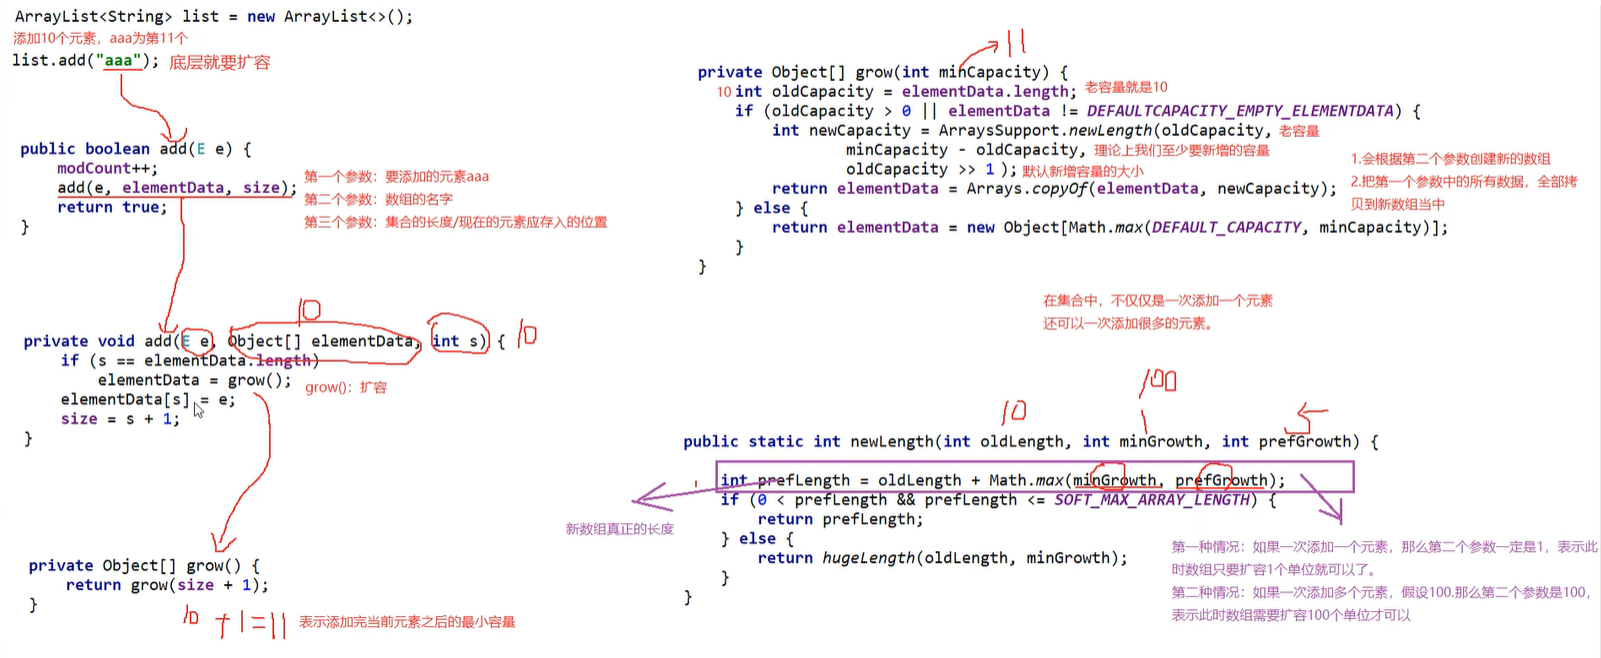 ArrayList<String> list = new ArrayList<>();
添加10个元素，aaa为第11个
list.add("aaa"); 底层就要扩容
public boolean add(E e) {
modCount++;
add(e, elementData, size);
return true;
}
第一个参数：要添加的元素aaa
第二个参数：数组的名字
第三个参数：集合的长度/现在的元素应存入的位置
10
private void add(E e, Object[] elementData, int s) { 10
if (s == elementData.length)
elementData = grow(); grow()：扩容
elementData[s] = e;
size = s + 1;
}
private Object[] grow() {
return grow(size + 1);
}
10 +1=11 表示添加完当前元素之后的最小容量
11
private Object[] grow(int minCapacity) {
10 int oldCapacity = elementData.length; 老容量就是10
if (oldCapacity > 0 || elementData != DEFAULTCAPACITY_EMPTY_ELEMENTDATA) {
int newCapacity = ArraysSupport.newLength(oldCapacity, 老容量
minCapacity - oldCapacity, 理论上我们至少要新增的容量
oldCapacity >> 1 ); 默认新增容量的大小
return elementData = Arrays.copyOf(elementData, newCapacity);
1.会根据第二个参数创建新的数组
2.把第一个参数中的所有数据，全部拷
贝到新数组当中
} else {
return elementData = new Object[Math.max(DEFAULT_CAPACITY, minCapacity)];
}
}
在集合中，不仅仅是一次添加一个元素
还可以一次添加很多的元素。
10 100 5
public static int newLength(int oldLength, int minGrowth, int prefGrowth) {
1 int prefLength = oldLength + Math.max(minGrowth, prefGrowth);
if (0 < prefLength && prefLength <= SOFT_MAX_ARRAY_LENGTH) {
return prefLength;
} else {
return hugeLength(oldLength, minGrowth);
}
}
新数组真正的长度
第一种情况：如果一次添加一个元素，那么第二个参数一定是1，表示此
时数组只要扩容1个单位就可以了。
第二种情况：如果一次添加多个元素，假设100.那么第二个参数是100，
表示此时数组需要扩容100个单位才可以